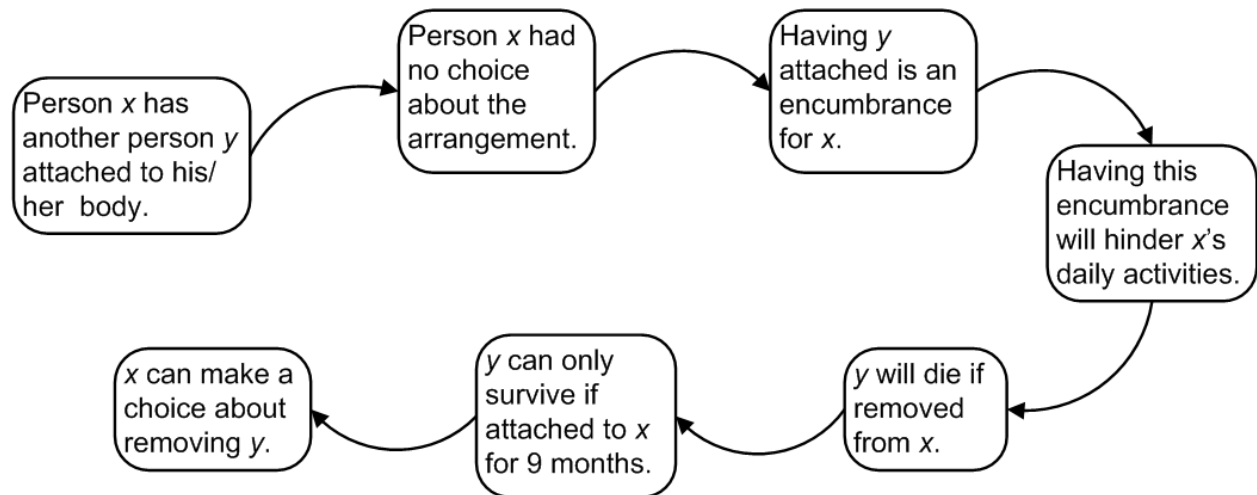 Person x has
another person y
attached to his/
her body.
Person x had
no choice
about the
arrangement.
Having y
attached is an
encumbrance
for x.
Having this
encumbrance
will hinder x's
daily activities.
y will die if
removed
from x.
y can only
survive if
attached to x
for 9 months.
x can make a
choice about
removing y.